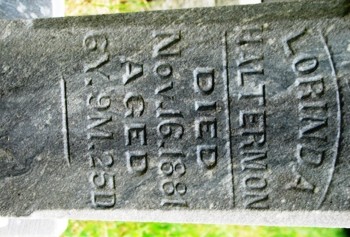 LORINDA
HALTERMON
DIED
NOV.16.1881
AGED
6Y.9M.25D